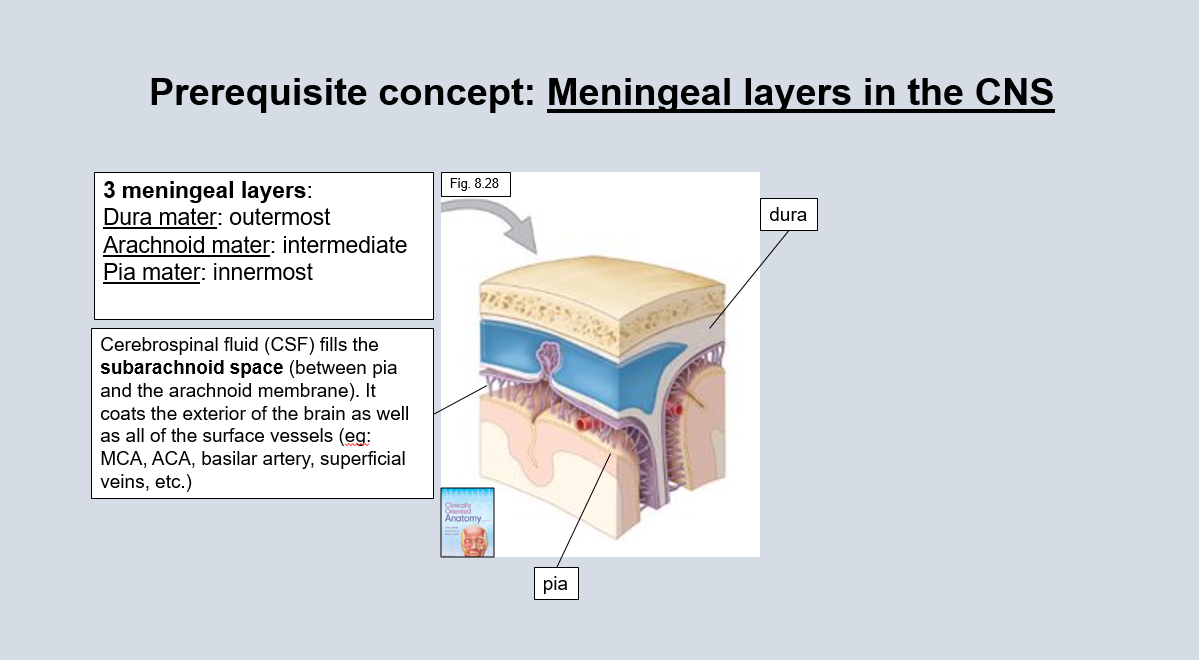 Prerequisite concept: Meningeal layers in the CNS
3 meningeal layers:
Dura mater: outermost
Arachnoid mater: intermediate
Pia mater: innermost
Fig. 8.28
dura
Cerebrospinal fluid (CSF) fills the
subarachnoid space (between pia
and the arachnoid membrane). It
coats the exterior of the brain as well
as all of the surface vessels (eg:
MCA, ACA, basilar artery, superficial
veins, etc.)
MOORE
Clinically
Oriented
Anatomy
pia